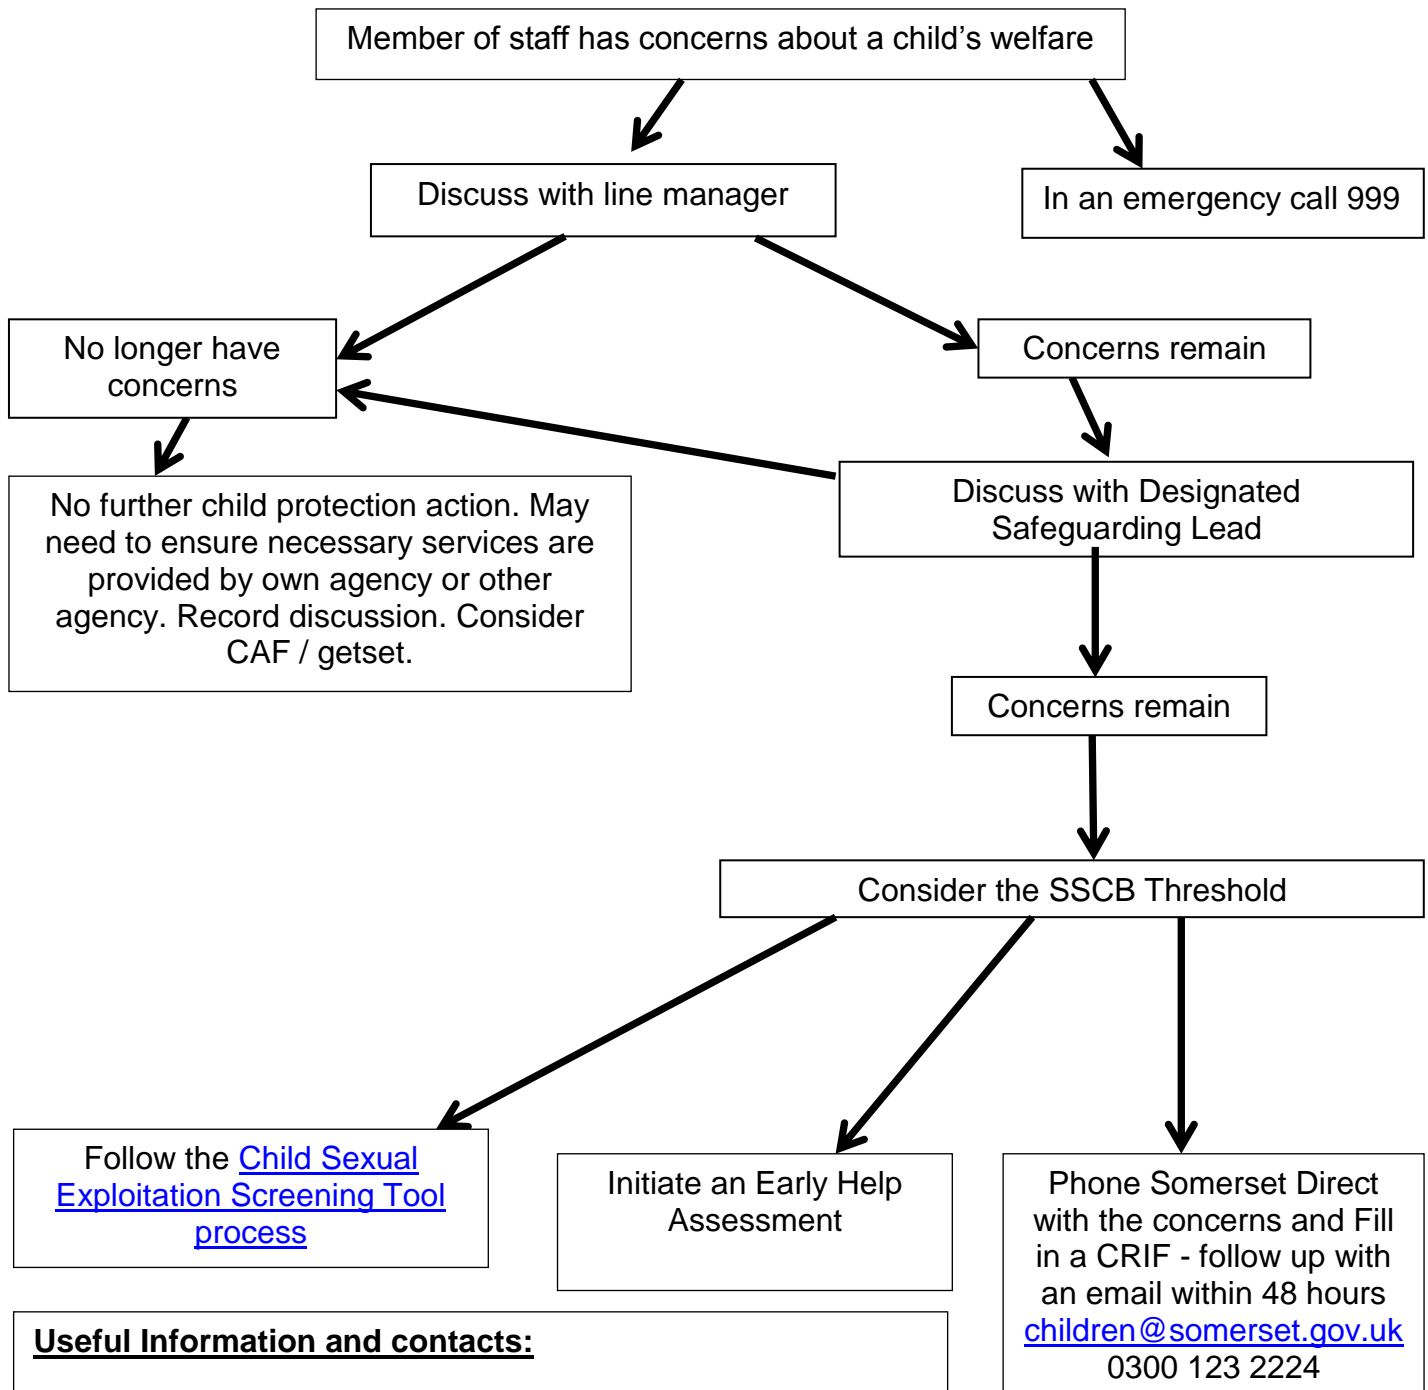 Member of staff has concerns about a child’s welfare
Discuss with line manager
In an emergency call 999
No longer have
concerns
Concerns remain
No further child protection action. May
need to ensure necessary services are
provided by own agency or other
agency. Record discussion. Consider
CAF / getset.
Discuss with Designated
Safeguarding Lead
Concerns remain
Consider the SSCB Threshold
Follow the Child Sexual
Exploitation Screening Tool
process
Initiate an Early Help
Assessment
Phone Somerset Direct
with the concerns and Fill
in a CRIF - follow up with
an email within 48 hours
children@somerset.gov.uk
0300 123 2224
Useful Information and contacts: